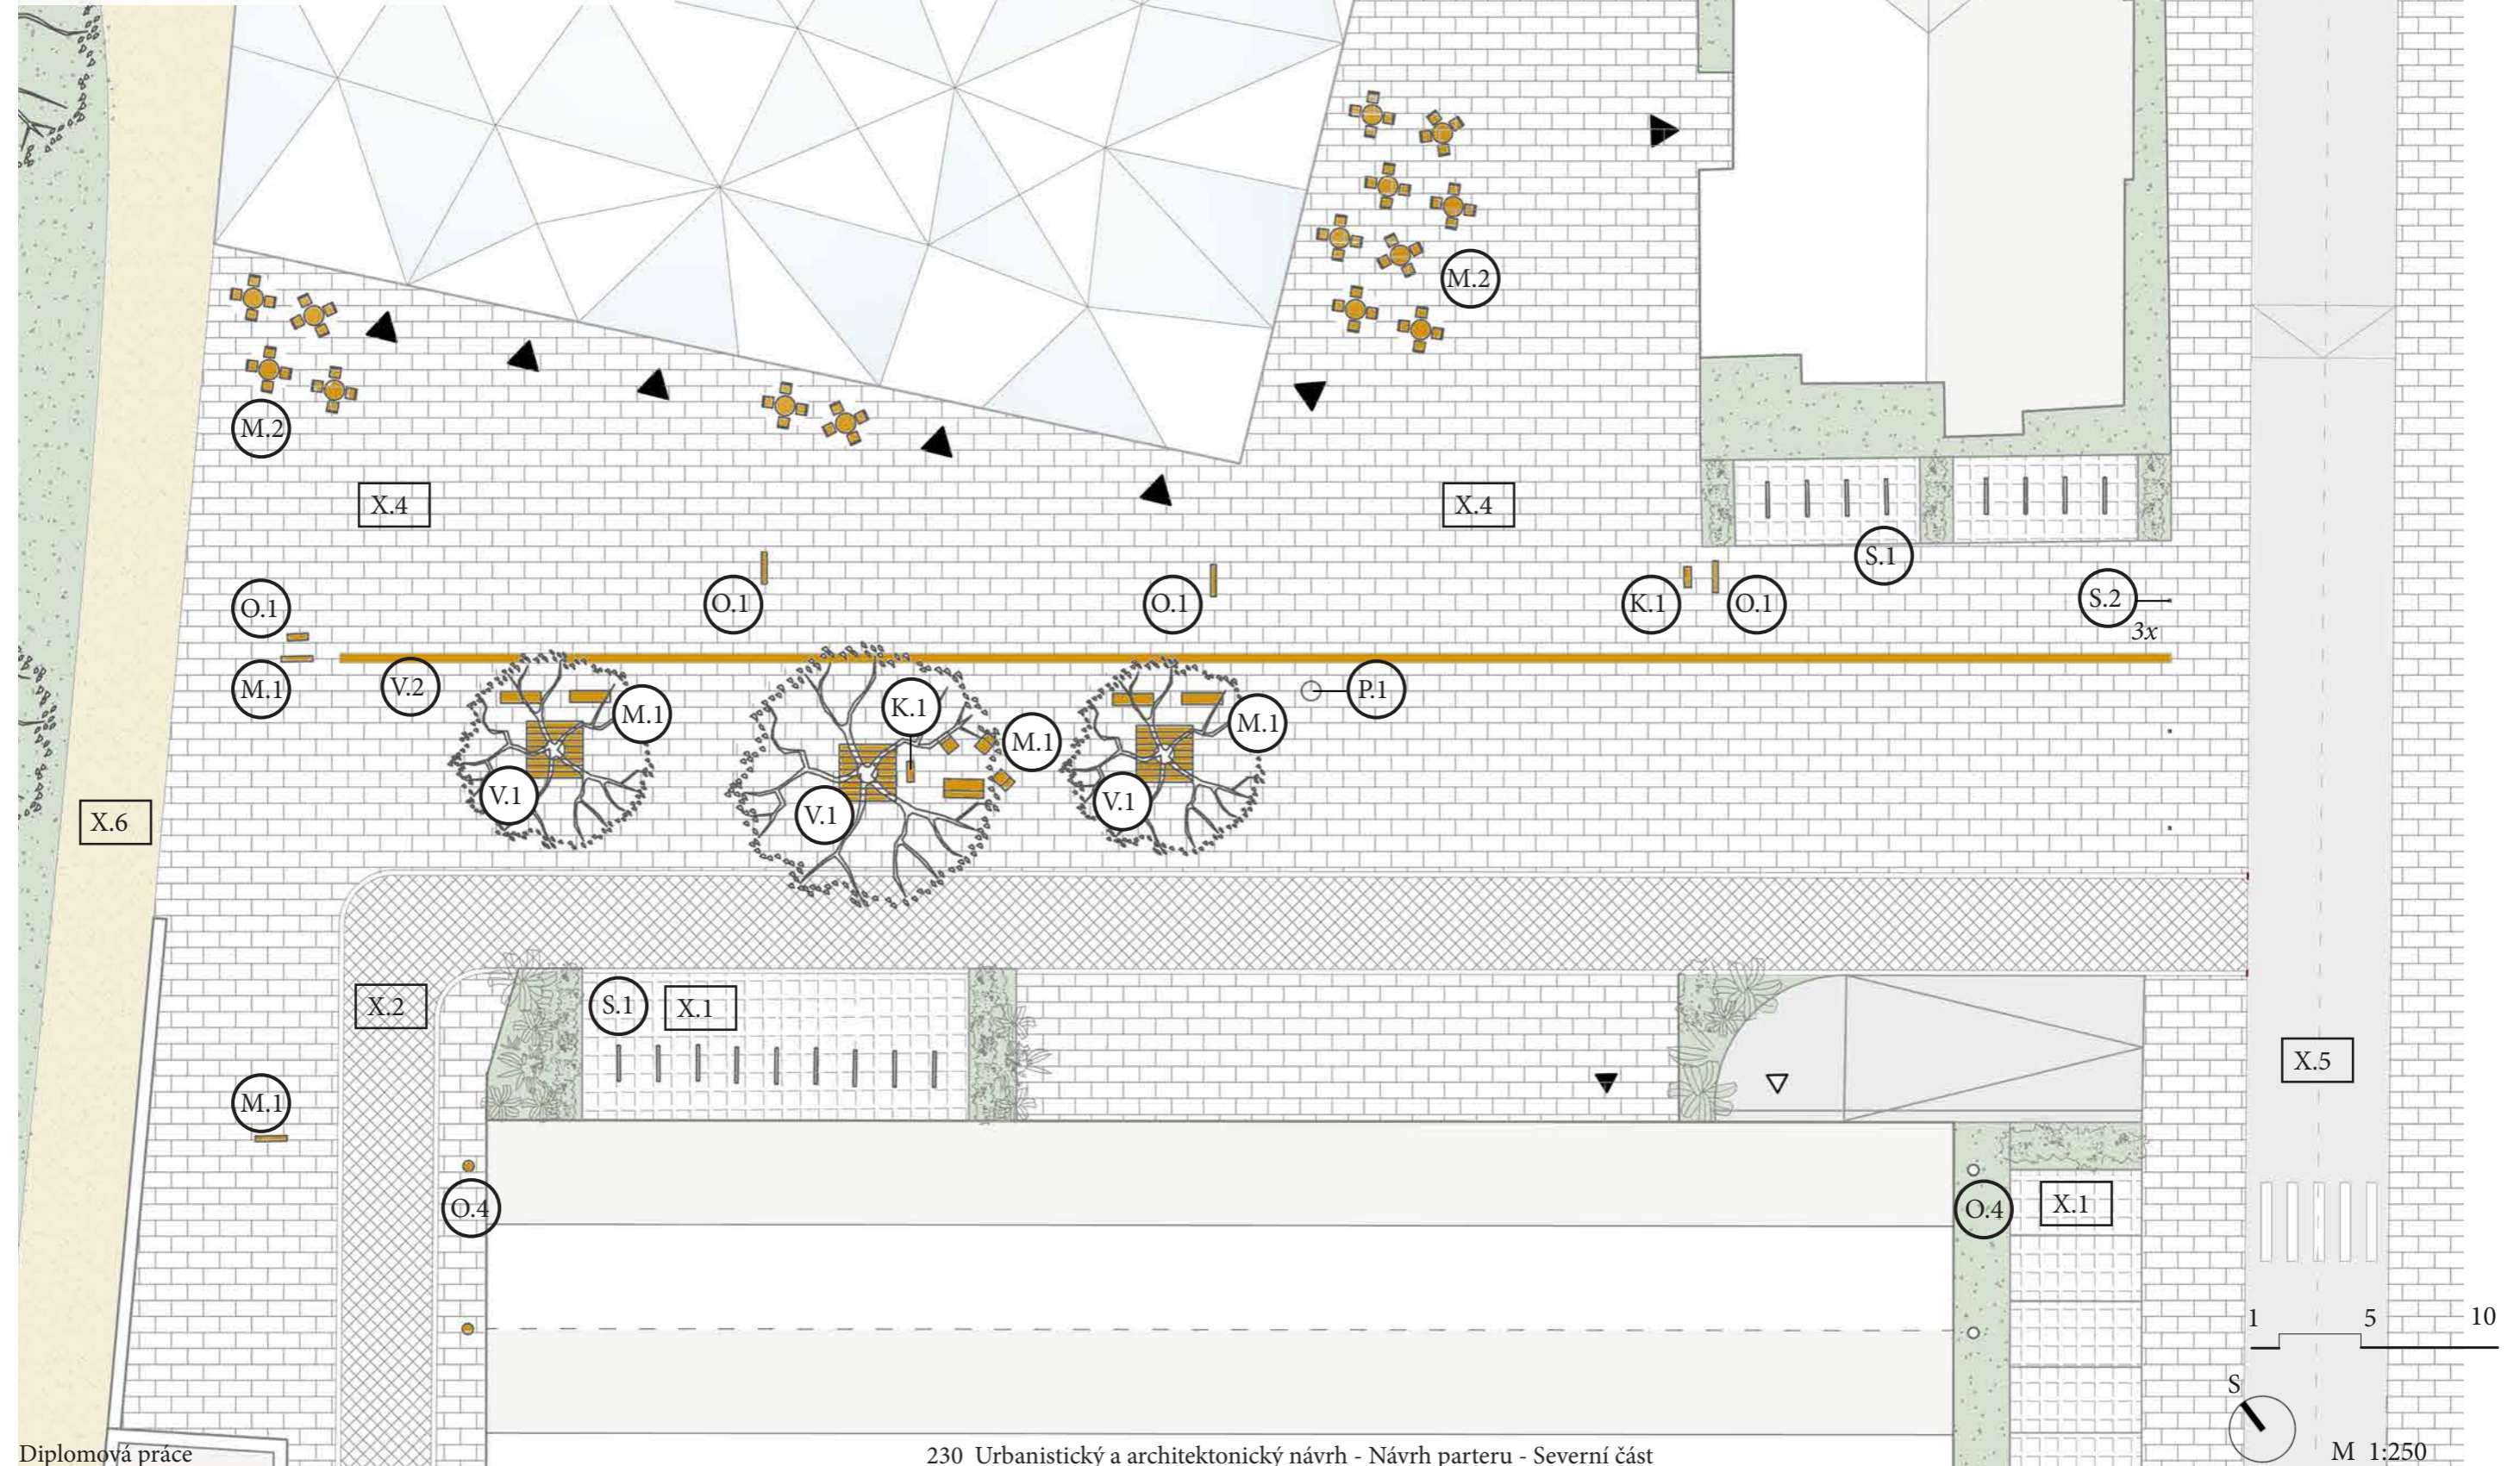 M.2
M.2
X.4
X.4
S.1
O.1
O.1
O.1
K.1
O.1
S.2
3x
M.1
V.2
M.1
K.1
M.1
M.1
P.1
V.1
V.1
V.1
X.6
X.2
S.1
X.1
X.5
M.1
O.4
O.4
X.1
1 5 10
S
Diplomová práce
230 Urbanistický a architektonický návrh - Návrh parteru - Severní část
M 1:250